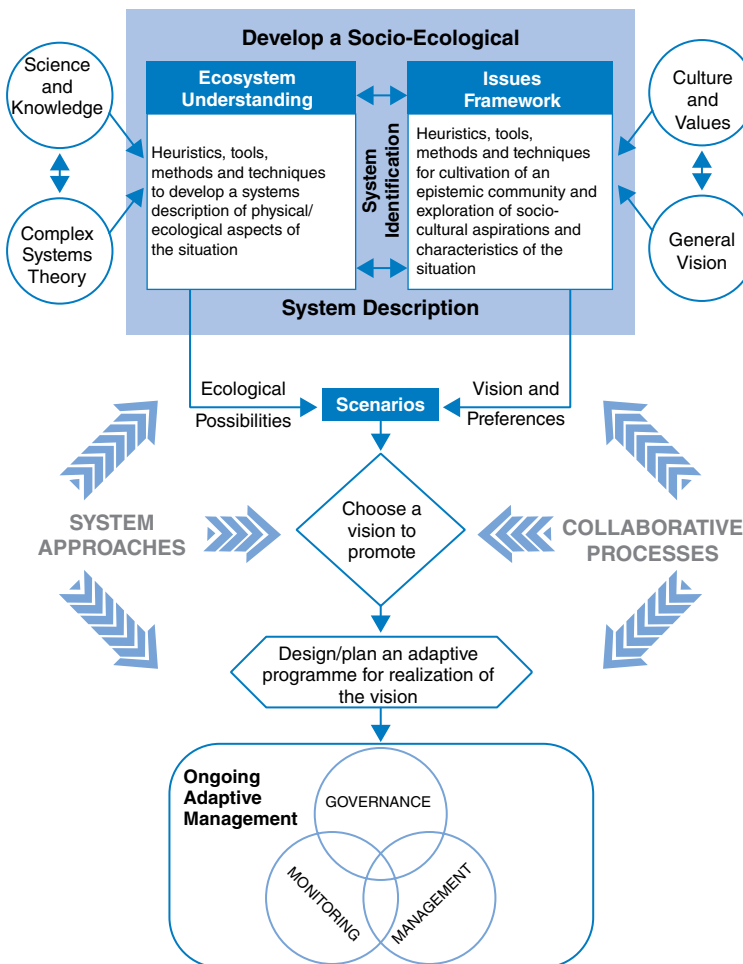 Develop a Socio-Ecological
Science
and
Knowledge
Complex
Systems
Theory
Ecosystem
Understanding
Heuristics, tools,
methods and techniques
to develop a systems
description of physical/
ecological aspects of
the situation
System
Identification
Issues
Framework
Heuristics, tools,
methods and techniques
for cultivation of an
epistemic community and
exploration of socio-
cultural aspirations and
characteristics of the
situation
Culture
and
Values
General
Vision
System Description
Ecological
Possibilities
Scenarios
Vision and
Preferences
SYSTEM
APPROACHES
Choose a
vision to
promote
COLLABORATIVE
PROCESSES
Design/plan an adaptive
programme for realization of
the vision
Ongoing
Adaptive
Management
GOVERNANCE
MONITORING
MANAGEMENT